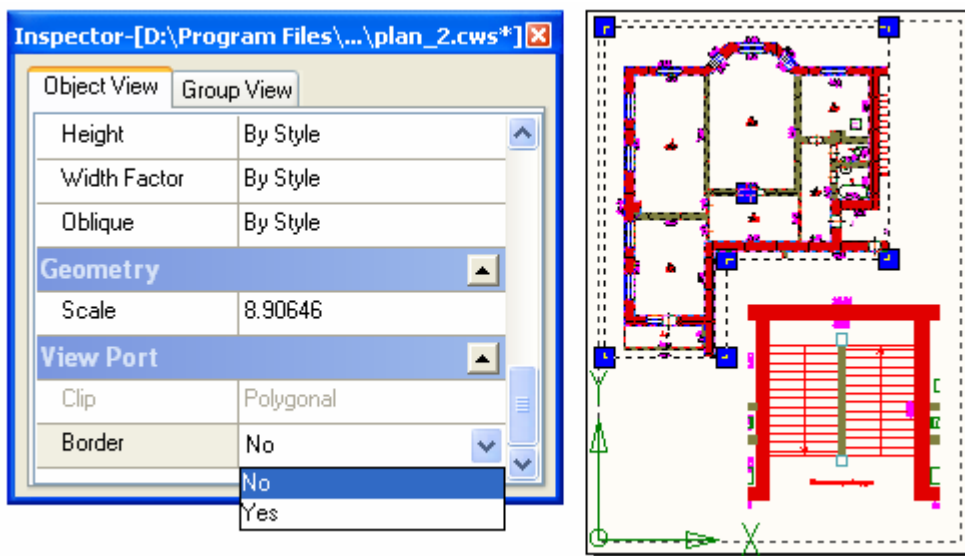 Inspector-[D:\Program Files\...\plan_2.cws*]
Object View Group View
Height By Style
Width Factor By Style
Oblique By Style
Geometry
Scale 8.90646
View Port
Clip Polygonal
Border No
No
Yes
Y
X